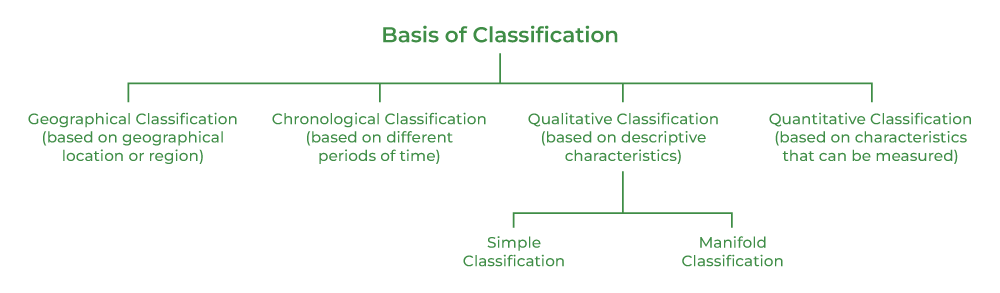 Basis of Classification
Geographical Classification
(based on geographical
location or region)
Chronological Classification
(based on different
periods of time)
Qualitative Classification
(based on descriptive
characteristics)
Quantitative Classification
(based on characteristics
that can be measured)
Simple
Classification
Manifold
Classification